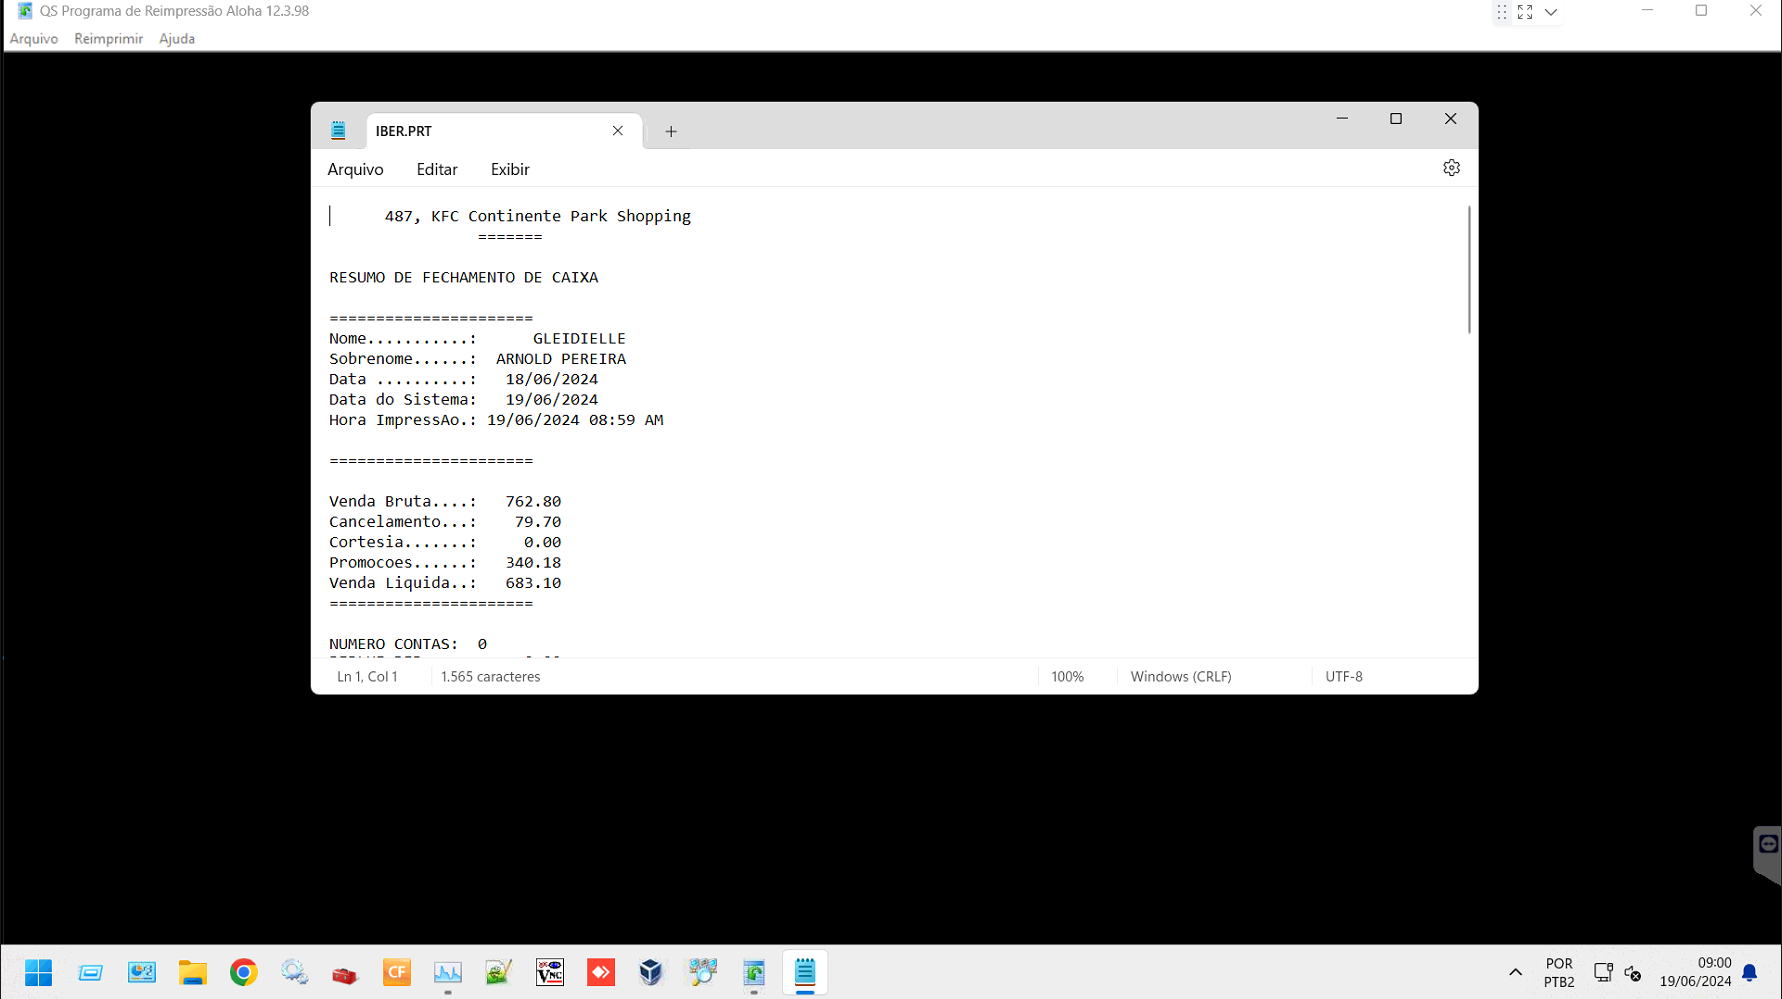 QS Programa de Reimpressão Aloha 12.3.98
Arquivo Reimprimir Ajuda
IBER.PRT
Arquivo Editar Exibir
487, KFC Continente Park Shopping
=======
RESUMO DE FECHAMENTO DE CAIXA
======================
Nome...........: GLEIDIELLE
Sobrenome......: ARNOLD PEREIRA
Data ..........: 18/06/2024
Data do Sistema: 19/06/2024
Hora ImpressAo.: 19/06/2024 08:59 AM
======================
Venda Bruta....: 762.80
Cancelamento...: 79.70
Cortesia.......: 0.00
Promocoes......: 340.18
Venda Liquida..: 683.10
======================
NUMERO CONTAS: 0
Ln 1, Col 1 1.565 caracteres 100% Windows (CRLF) UTF-8
CF
VNC
POR
PTB2
09:00
19/06/2024